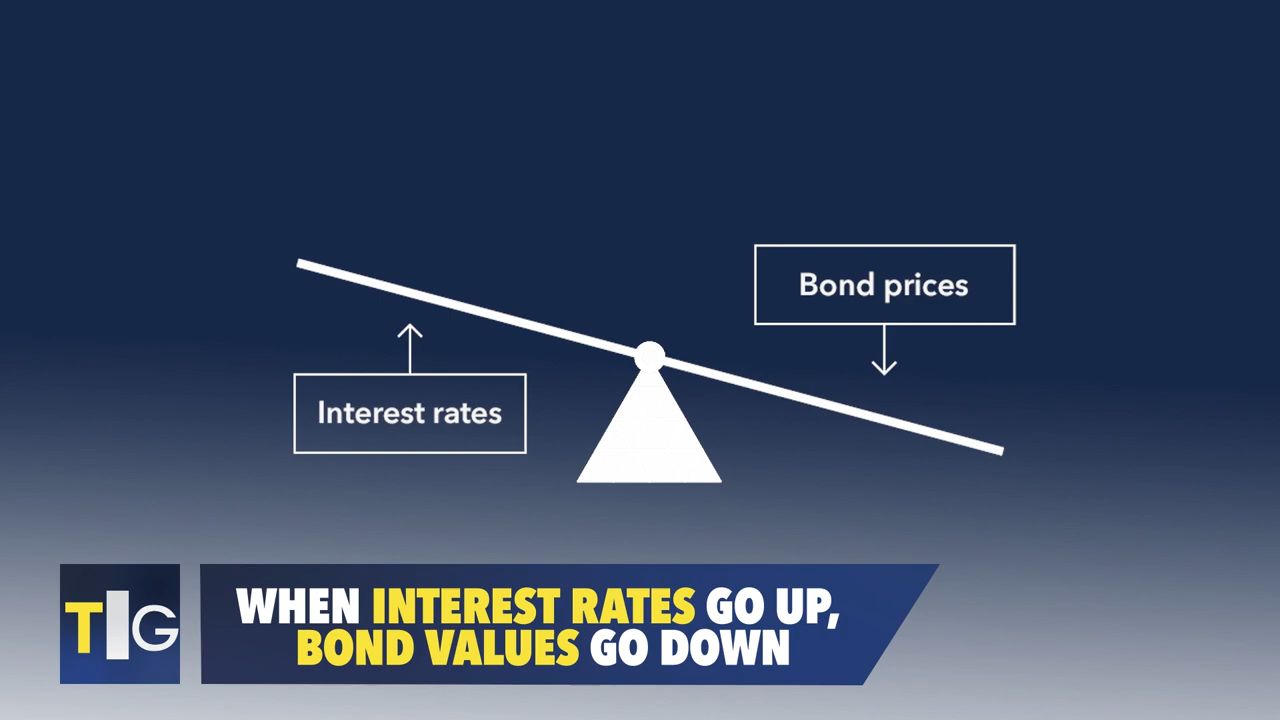 Bond prices
Interest rates
TIG
WHEN INTEREST RATES GO UP,
BOND VALUES GO DOWN